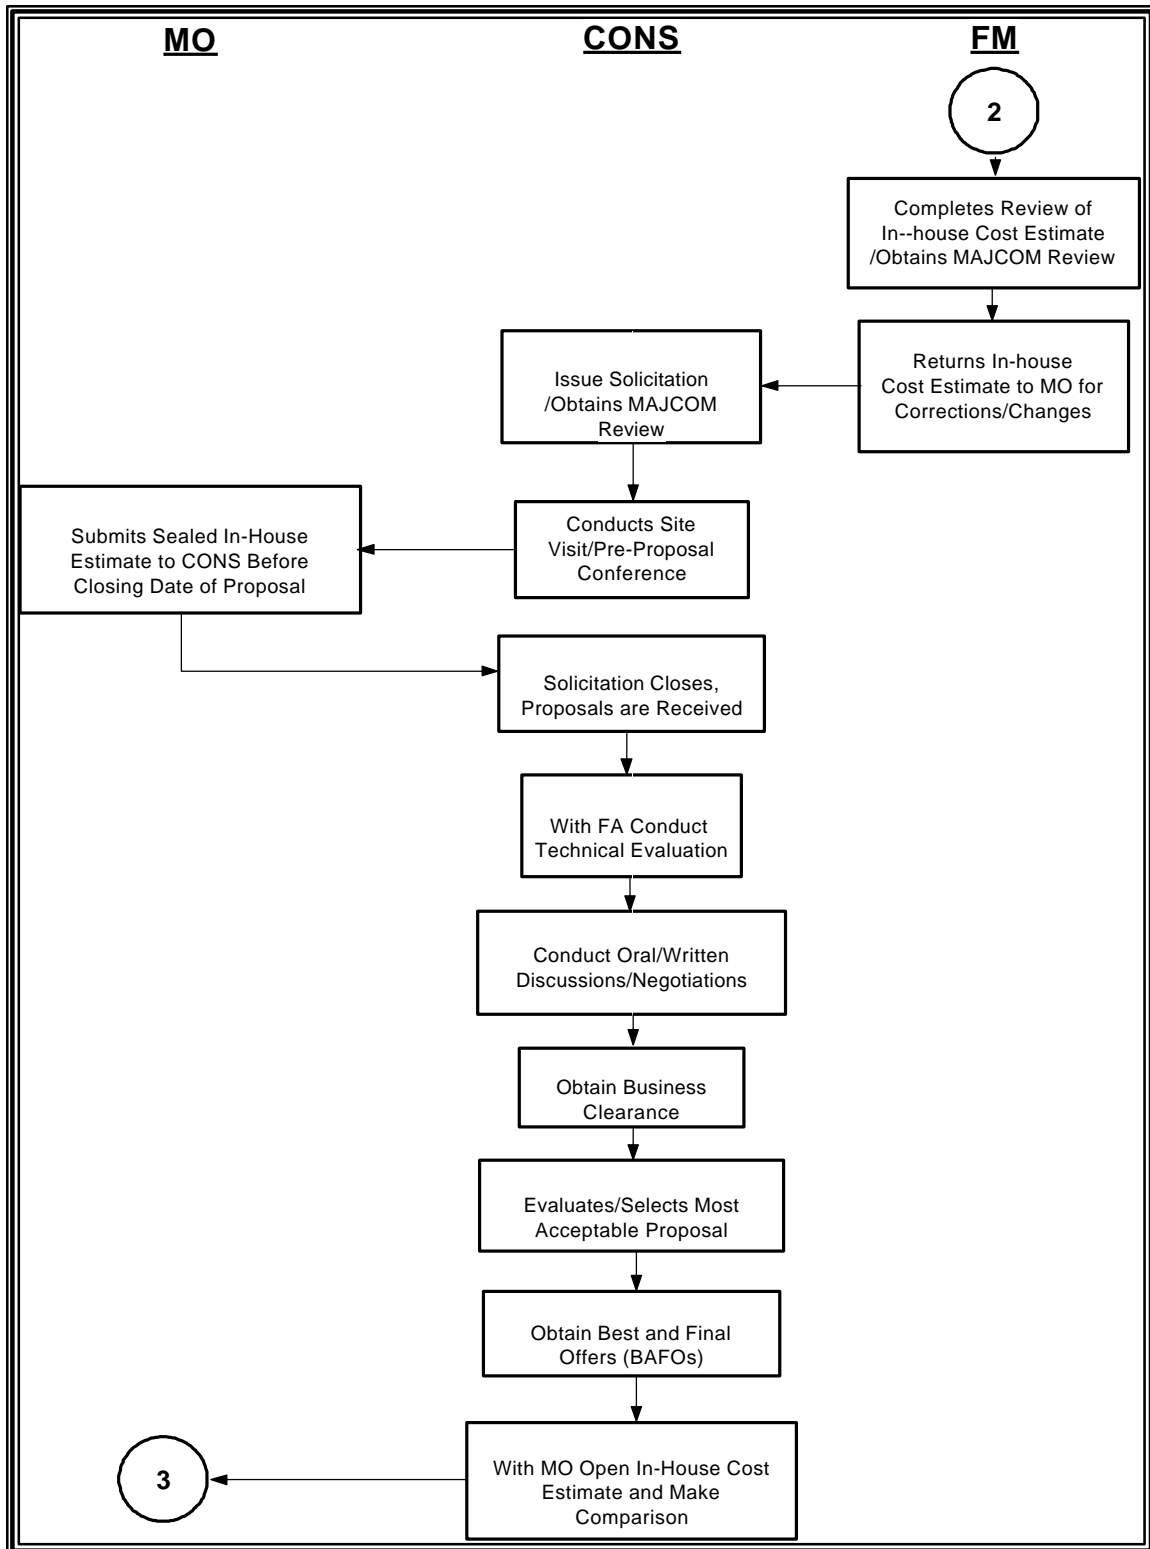 MO
CONS
FM
2
Completes Review of
In--house Cost Estimate
/Obtains MAJCOM Review
Returns In-house
Cost Estimate to MO for
Corrections/Changes
Issue Solicitation
/Obtains MAJCOM
Review
Conducts Site
Visit/Pre-Proposal
Conference
Submits Sealed In-House
Estimate to CONS Before
Closing Date of Proposal
Solicitation Closes,
Proposals are Received
With FA Conduct
Technical Evaluation
Conduct Oral/Written
Discussions/Negotiations
Obtain Business
Clearance
Evaluates/Selects Most
Acceptable Proposal
Obtain Best and Final
Offers (BAFOs)
With MO Open In-House Cost
Estimate and Make
Comparison
3